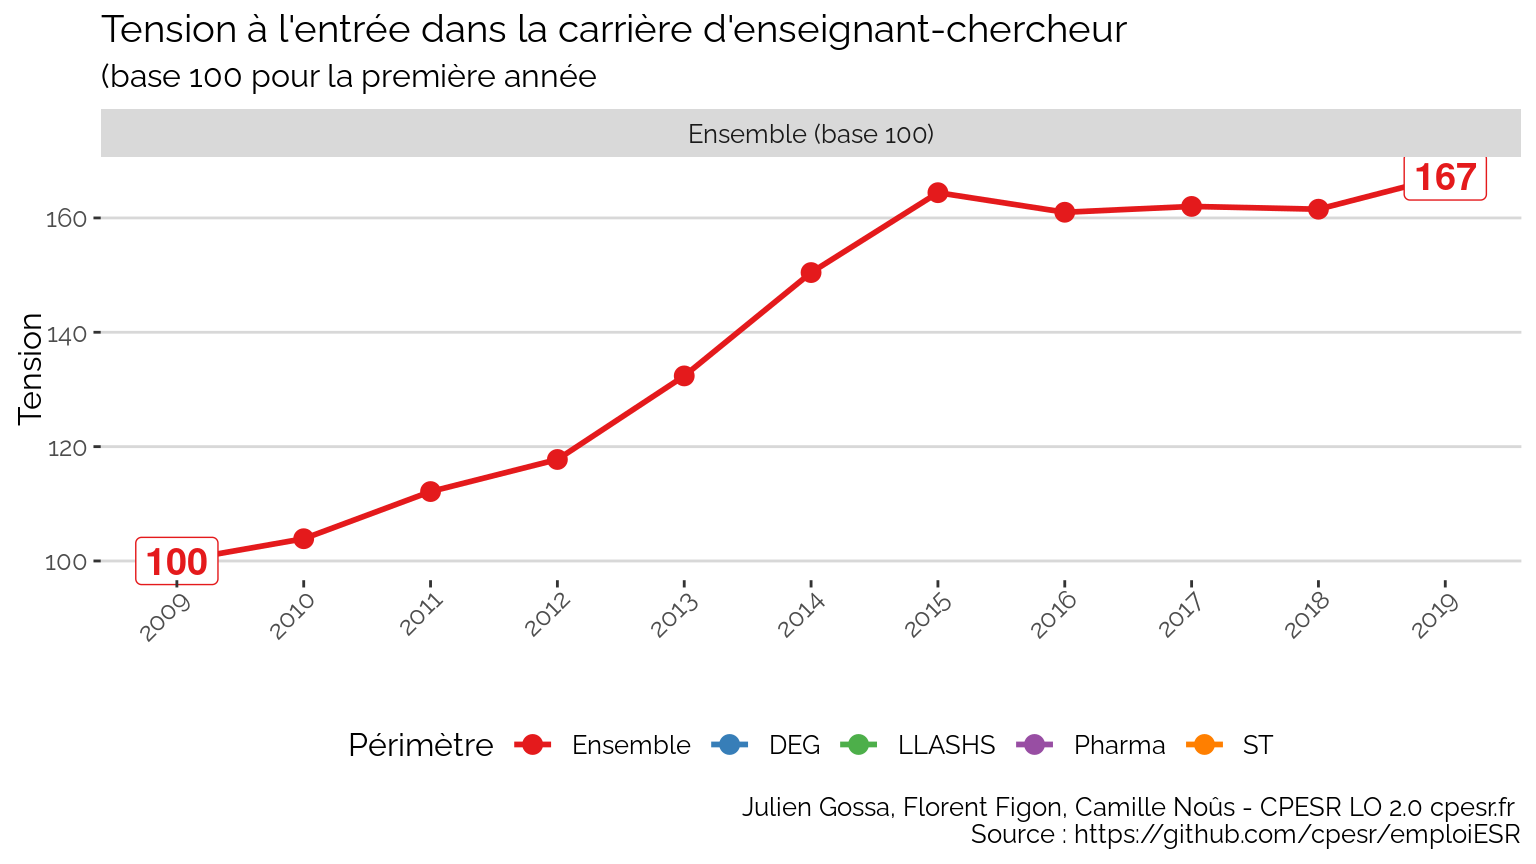 Tension à l'entrée dans la carrière d'enseignant-chercheur
(base 100 pour la première année
Ensemble (base 100)
167
160
140
120
100
100
Tension
2009 2010 2011 2012 2013 2014 2015 2016 2017 2018 2019
Périmètre Ensemble DEG LLASHS Pharma ST
Julien Gossa, Florent Figon, Camille Noûs - CPESR LO 2.0 cpesr.fr
Source : https://github.com/cpesr/emploiESR